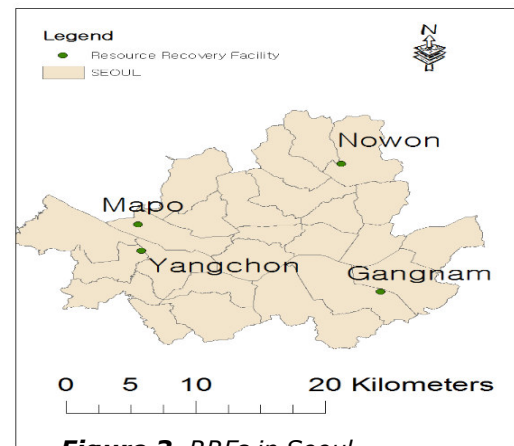 Legend
N
Resource Recovery Facility
SEOUL
Nowon
Mapo
Yangchon
Gangnam
0 5 10 20 Kilometers
Figure 2. RRFs in Seoul